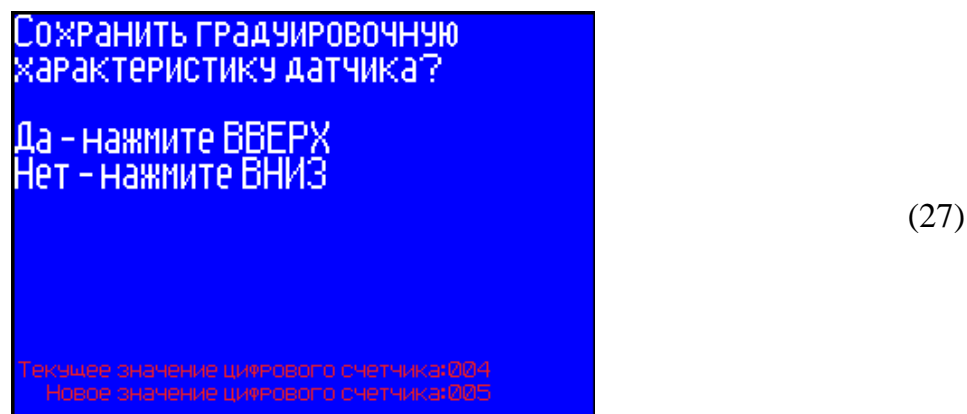 Сохранить градуировочную
характеристику датчика?
Да - нажмите ВВЕРХ
Нет - нажмите ВНИЗ
(27)
Текущее значение цифрового счетчика:004
Новое значение цифрового счетчика:005